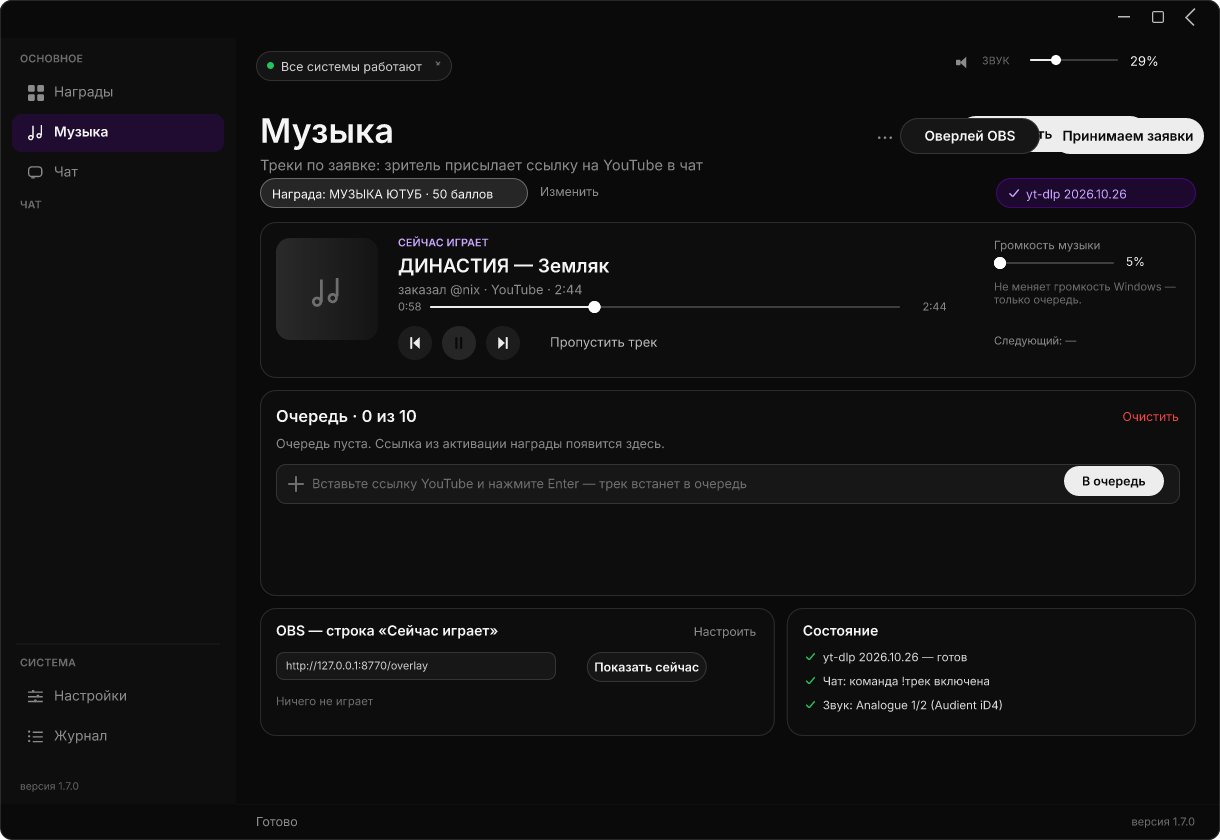 ОСНОВНОЕ
Награды
Музыка
Чат
ЧАТ
СИСТЕМА
Настройки
Журнал
версия 1.7.0
Все системы работают
ЗВУК
29%
Музыка
Треки по заявке: зритель присылает ссылку на YouTube в чат
... Оверлей OBS ть Принимаем заявки
Награда: МУЗЫКА ЮТУБ · 50 баллов
Изменить
yt-dlp 2026.10.26
СЕЙЧАС ИГРАЕТ
ДИНАСТИЯ — Земляк
заказал @nix · YouTube · 2:44
0:58
2:44
Пропустить трек
Громкость музыки
5%
Не меняет громкость Windows —
только очередь.
Следующий: —
Очередь · 0 из 10
Очистить
Очередь пуста. Ссылка из активации награды появится здесь.
Вставьте ссылку YouTube и нажмите Enter — трек встанет в очередь
В очередь
OBS — строка «Сейчас играет»
Настроить
http://127.0.0.1:8770/overlay
Показать сейчас
Ничего не играет
Состояние
yt-dlp 2026.10.26 — готов
Чат: команда !трек включена
Звук: Analogue 1/2 (Audient iD4)
Готово
версия 1.7.0